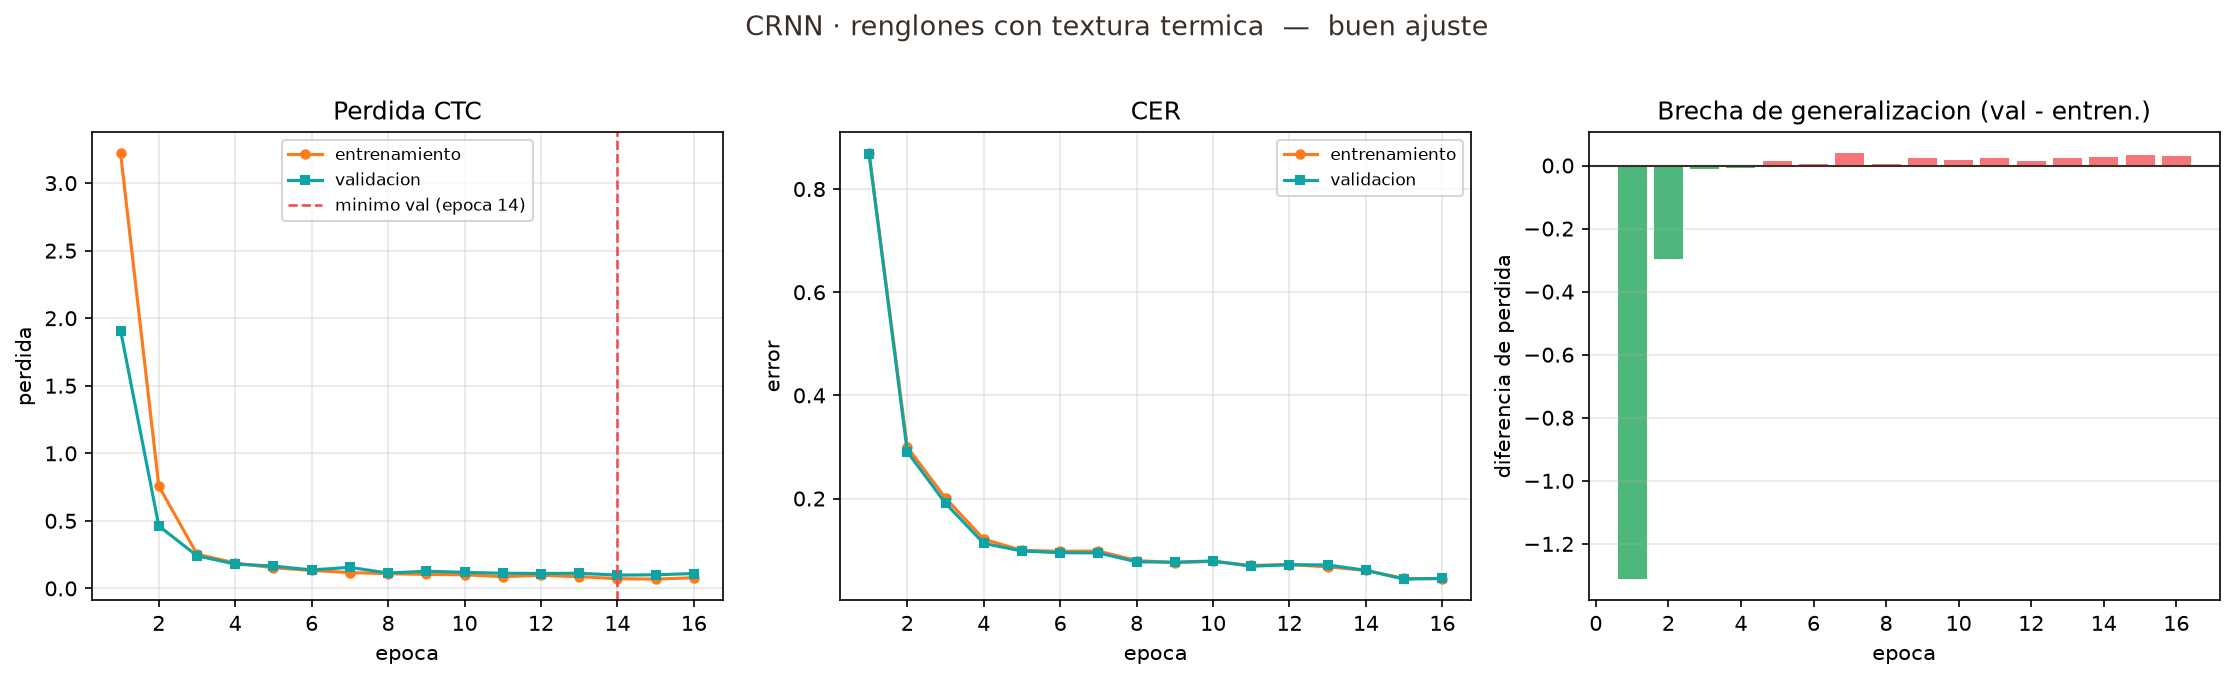 CRNN · renglones con textura termica — buen ajuste
Perdida CTC
entrenamiento
validacion
minimo val (epoca 14)
3.0
2.5
2.0
1.5
1.0
0.5
0.0
perdida
2 4 6 8 10 12 14 16
epoca
CER
entrenamiento
validacion
0.8
0.6
0.4
0.2
error
2 4 6 8 10 12 14 16
epoca
Brecha de generalizacion (val - entren.)
0.0
−0.2
−0.4
−0.6
−0.8
−1.0
−1.2
diferencia de perdida
0 2 4 6 8 10 12 14 16
epoca